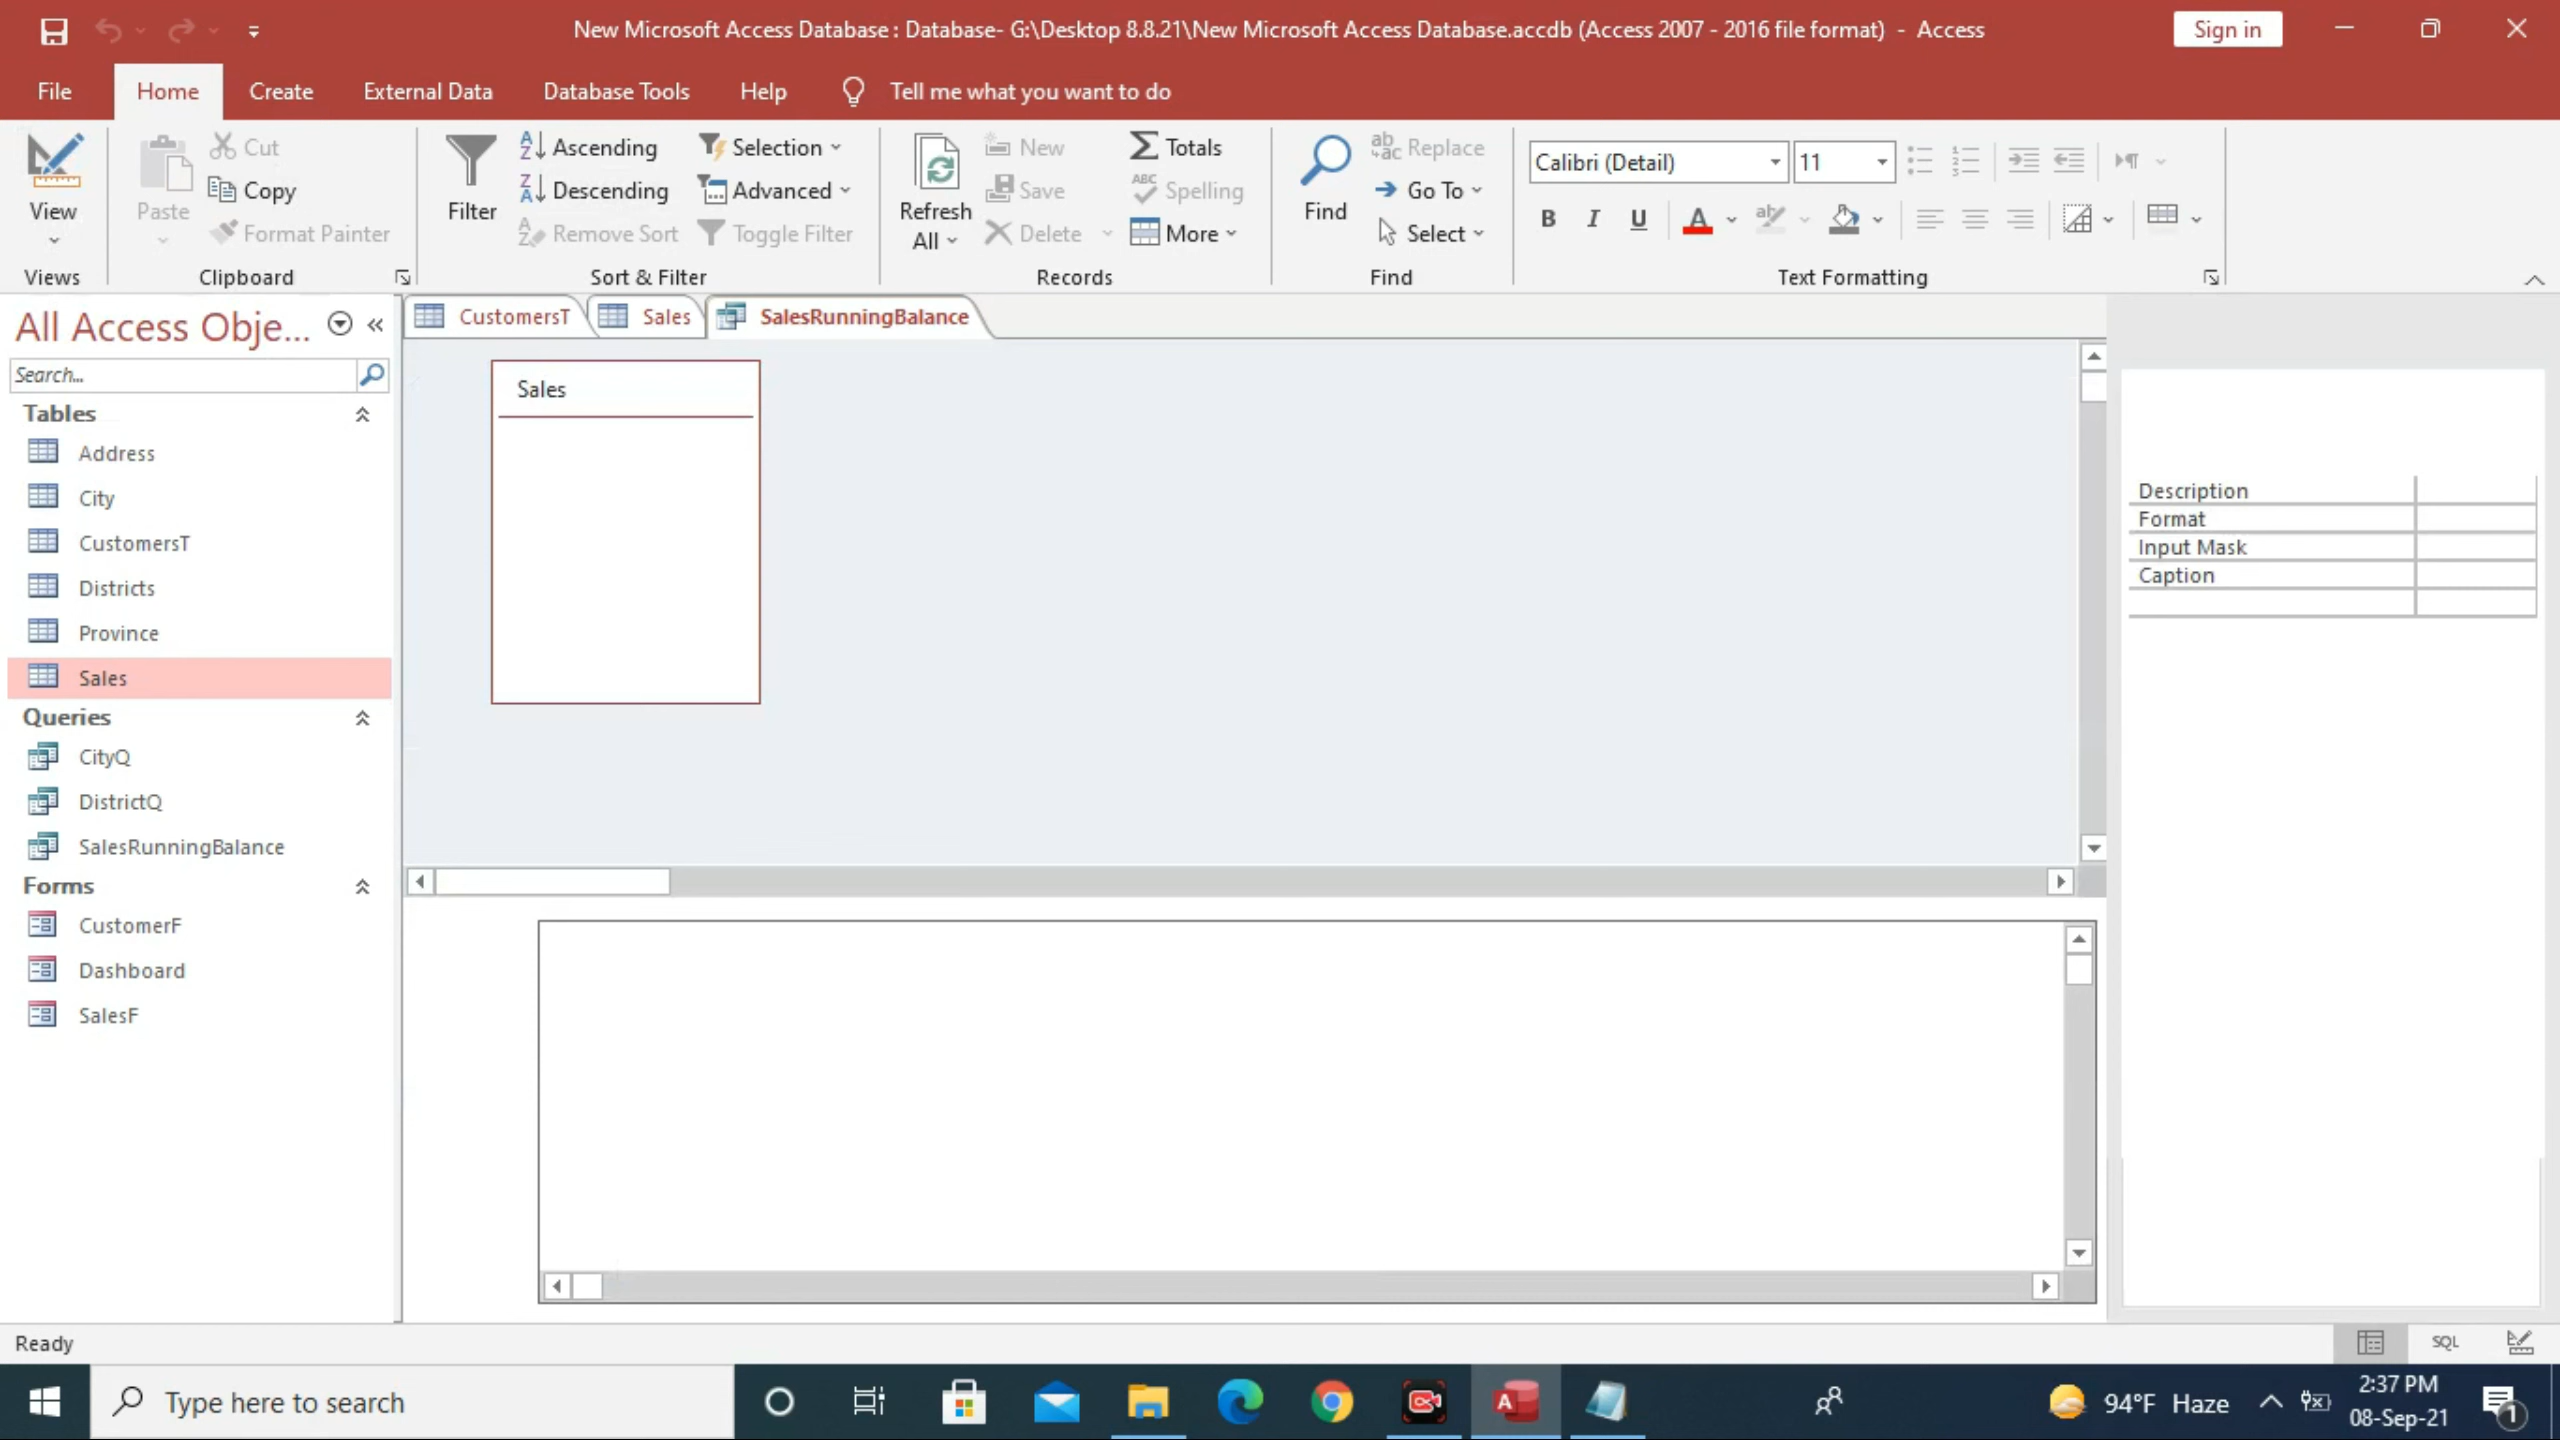 New Microsoft Access Database : Database- G:\Desktop 8.8.21\New Microsoft Access Database.accdb (Access 2007 - 2016 file format) - Access
Sign in
File Home Create External Data Database Tools Help Tell me what you want to do
View
Views
Paste
Cut
Copy
Format Painter
Clipboard
Filter
Ascending
Descending
Remove Sort
Selection
Advanced
Toggle Filter
Sort & Filter
Refresh
All
New
Save
Delete
Totals
Spelling
More
Records
Find
Replace
Go To
Select
Find
Calibri (Detail) 11
B I U A
Text Formatting
All Access Obje...
Search...
Tables
Address
City
CustomersT
Districts
Province
Sales
Queries
CityQ
DistrictQ
SalesRunningBalance
Forms
CustomerF
Dashboard
SalesF
CustomersT Sales SalesRunningBalance
Sales
Description
Format
Input Mask
Caption
Ready
SQL
Type here to search
94°F Haze
2:37 PM
08-Sep-21
1